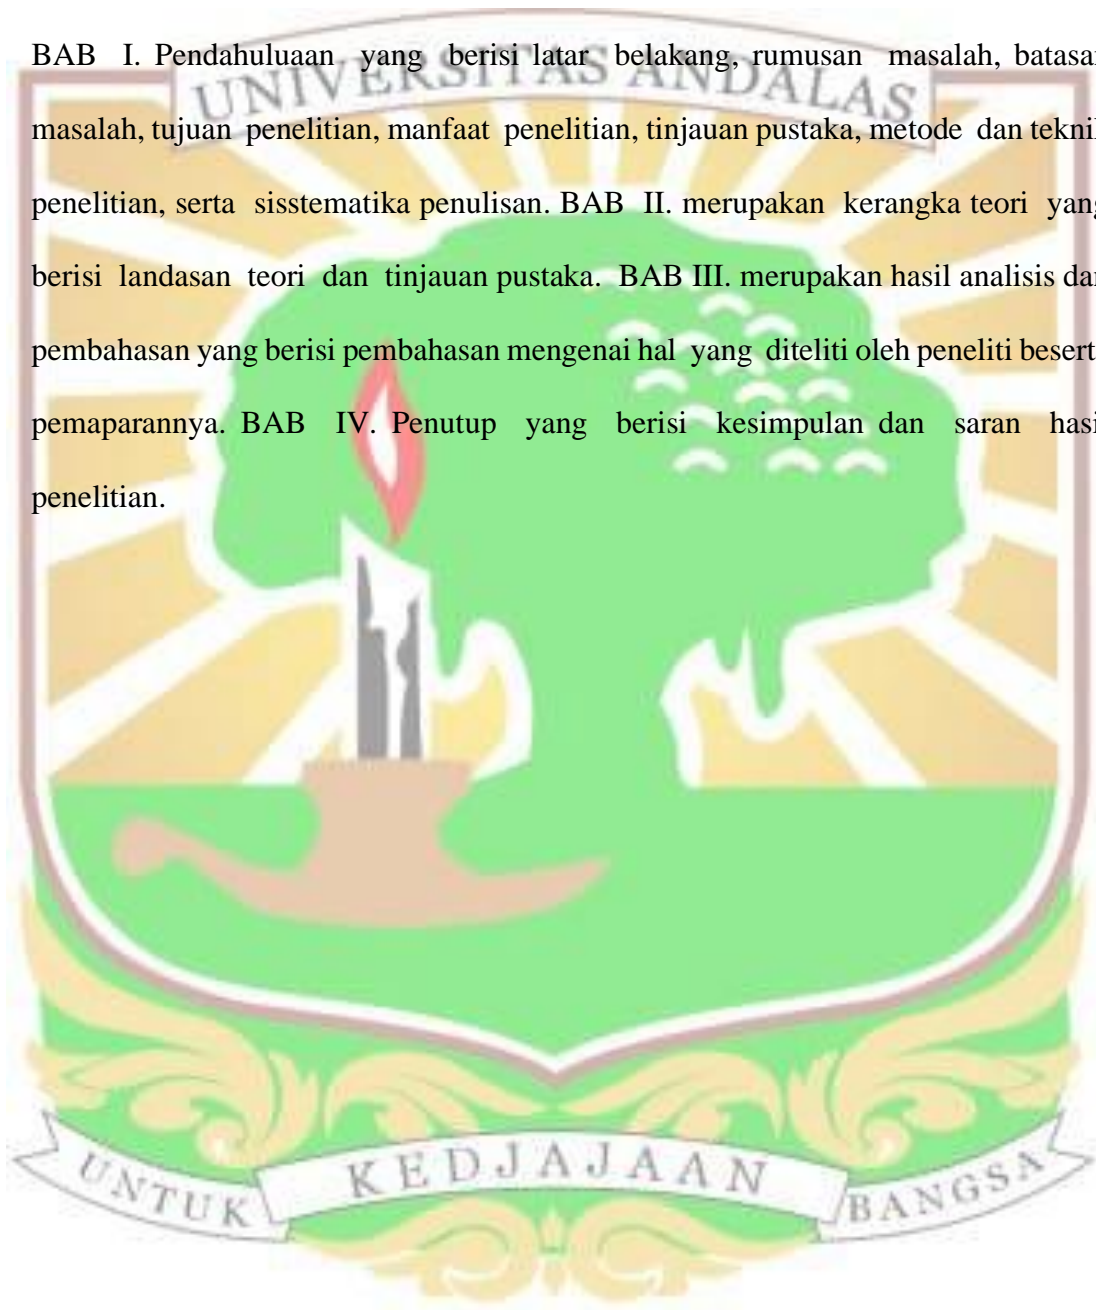 BAB I. Pendahuluaan yang berisi latar belakang, rumusan masalah, batasan
UNIVERSITAS ANDALAS
masalah, tujuan penelitian, manfaat penelitian, tinjauan pustaka, metode dan teknik
penelitian, serta sisstematika penulisan. BAB II. merupakan kerangka teori yang
berisi landasan teori dan tinjauan pustaka. BAB III. merupakan hasil analisis dan
pembahasan yang berisi pembahasan mengenai hal yang diteliti oleh peneliti beserta
pemaparannya. BAB IV. Penutup yang berisi kesimpulan dan saran hasil
penelitian.
UNTUK KEDJAJAAN BANGSA